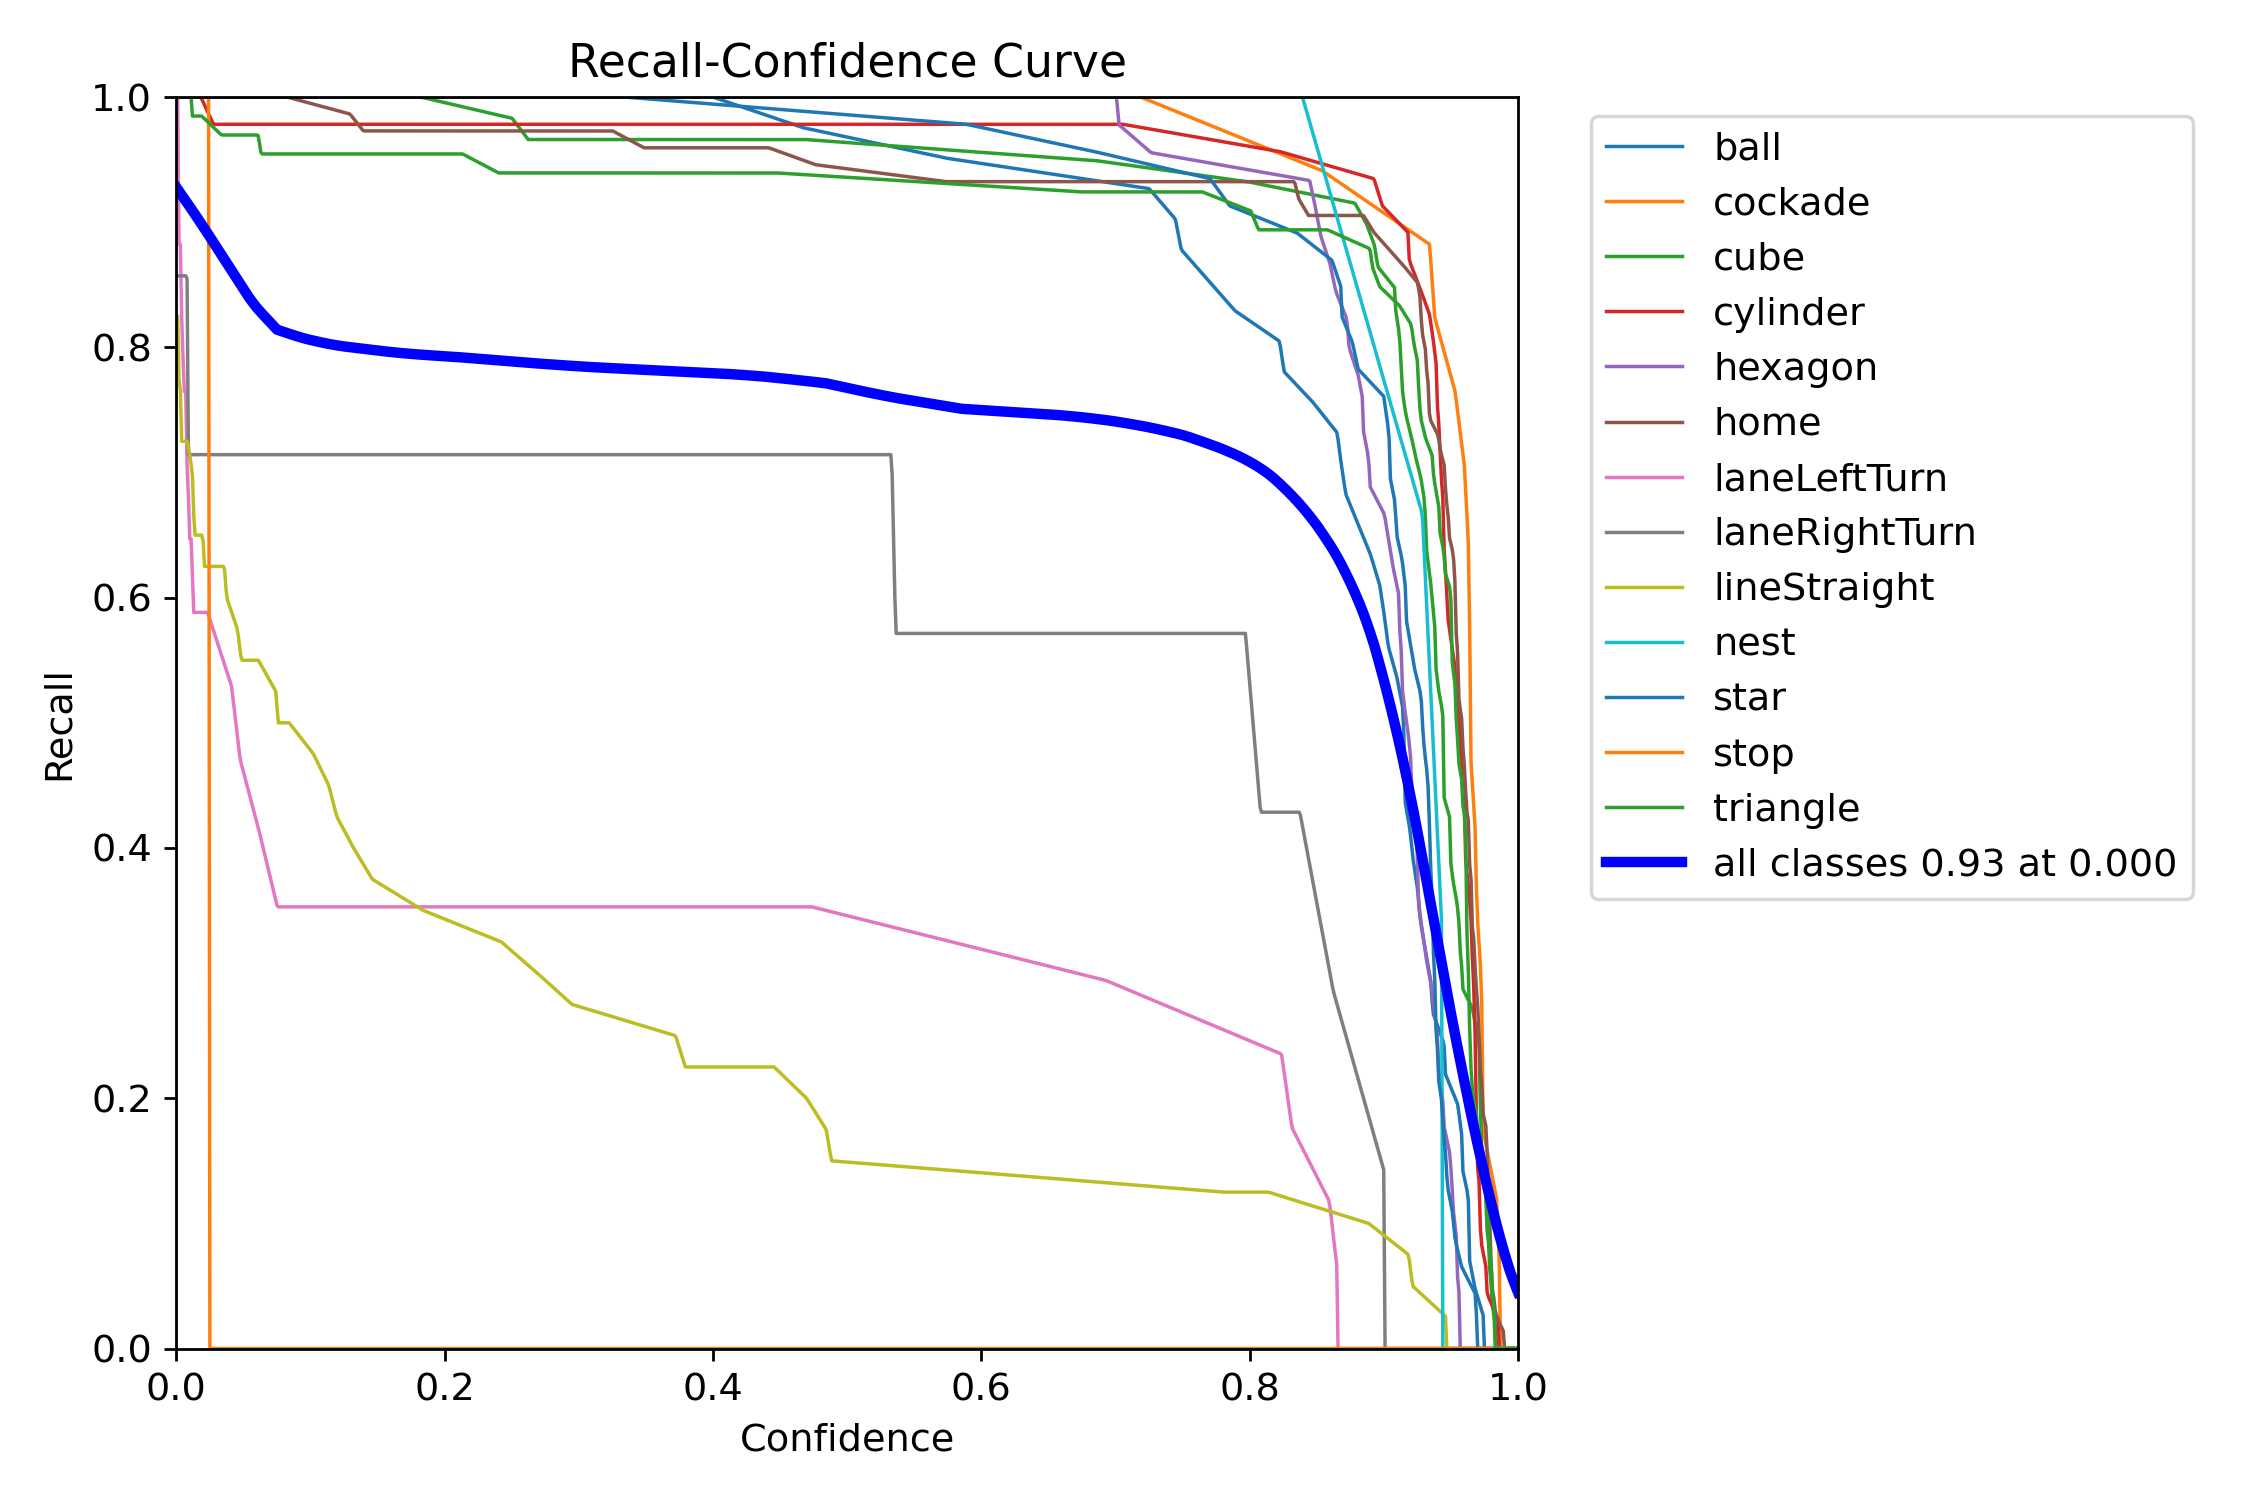 Recall-Confidence Curve
1.0
0.8
0.6
0.4
0.2
0.0
Recall
0.0 0.2 0.4 0.6 0.8 1.0
Confidence
ball
cockade
cube
cylinder
hexagon
home
laneLeftTurn
laneRightTurn
lineStraight
nest
star
stop
triangle
all classes 0.93 at 0.000